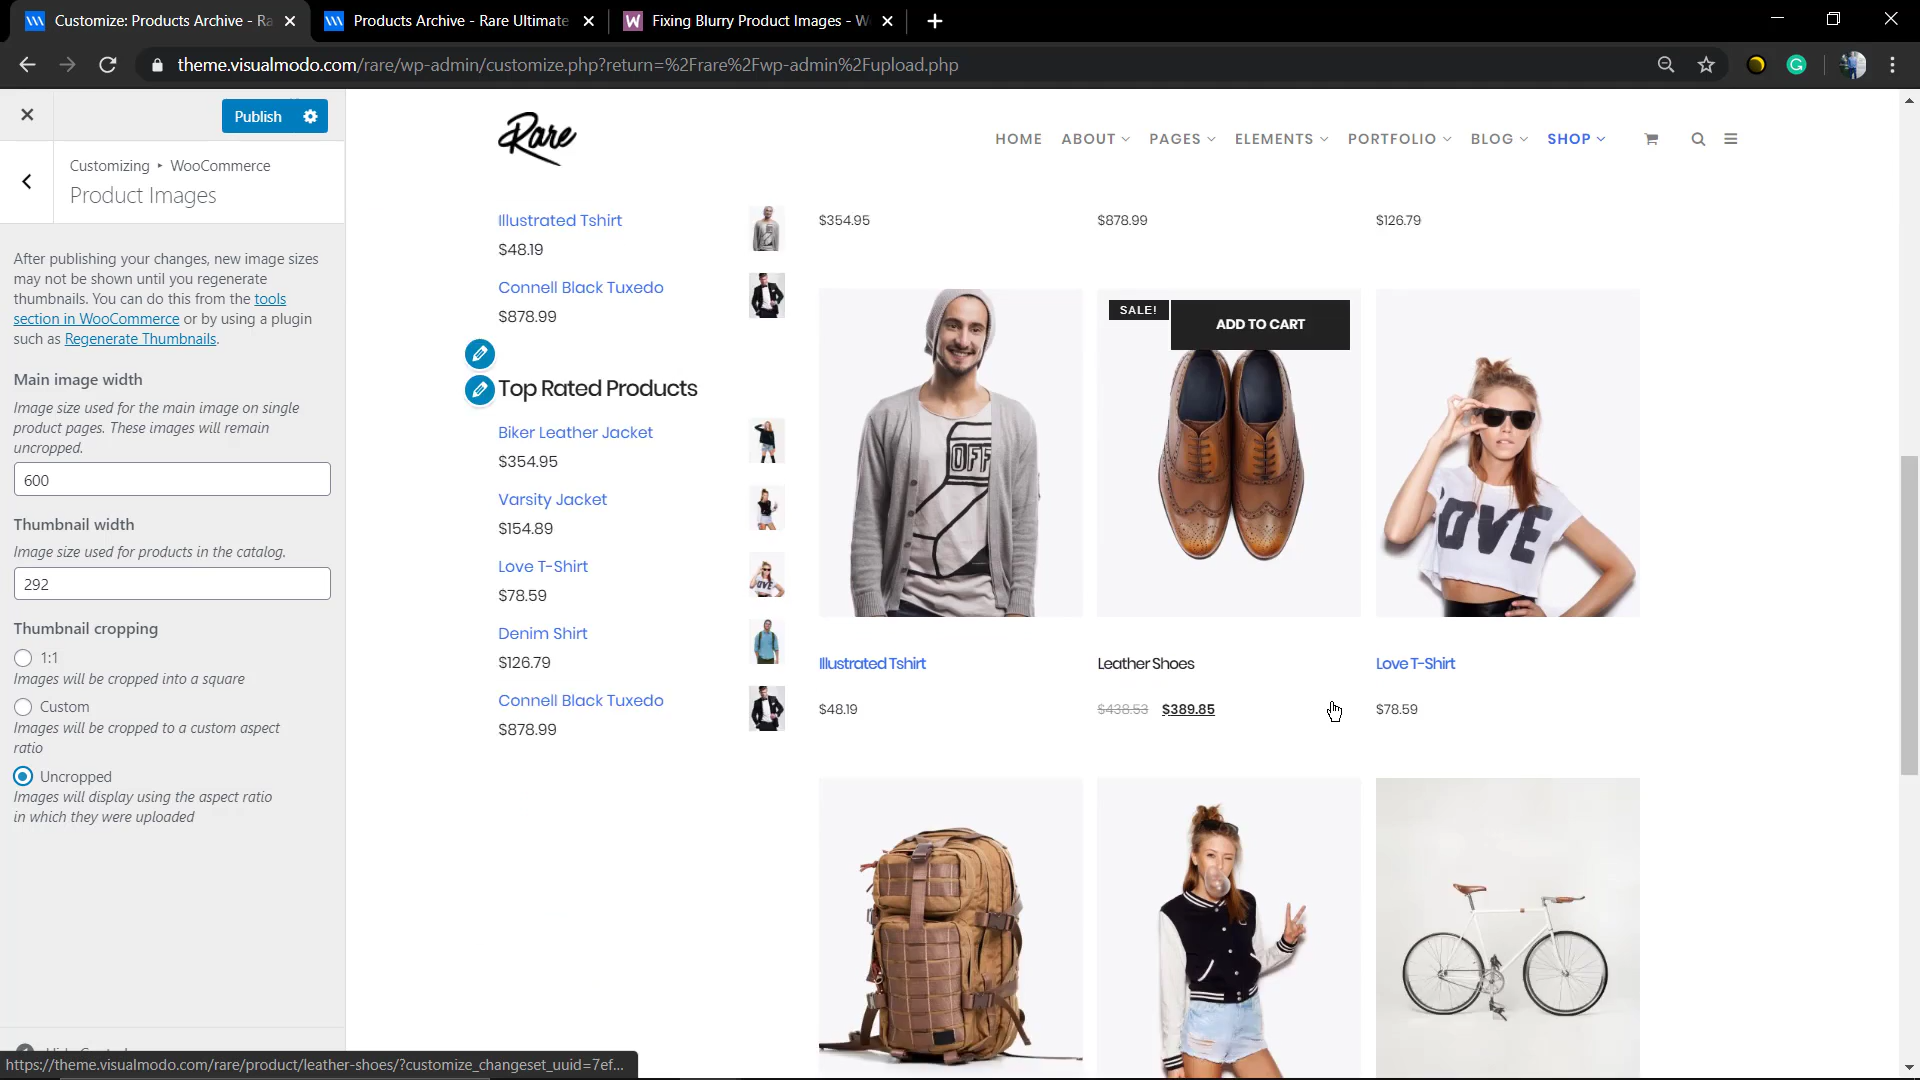 Customize: Products Archive - Ra
Products Archive - Rare Ultimate
Fixing Blurry Product Images - W
theme.visualmodo.com/rare/wp-admin/customize.php?return=%2Frare%2Fwp-admin%2Fupload.php
Publish
Customizing ▸ WooCommerce
Product Images
After publishing your changes, new image sizes
may not be shown until you regenerate
thumbnails. You can do this from the tools
section in WooCommerce or by using a plugin
such as Regenerate Thumbnails.
Main image width
Image size used for the main image on single
product pages. These images will remain
uncropped.
600
Thumbnail width
Image size used for products in the catalog.
292
Thumbnail cropping
1:1
Images will be cropped into a square
Custom
Images will be cropped to a custom aspect
ratio
Uncropped
Images will display using the aspect ratio
in which they were uploaded
https://theme.visualmodo.com/rare/product/leather-shoes/?customize_changeset_uuid=7ef...
Rare
HOME ABOUT PAGES ELEMENTS PORTFOLIO BLOG SHOP
Illustrated Tshirt
$48.19
Connell Black Tuxedo
$878.99
Top Rated Products
Biker Leather Jacket
$354.95
Varsity Jacket
$154.89
Love T-Shirt
$78.59
Denim Shirt
$126.79
Connell Black Tuxedo
$878.99
$354.95 $878.99 $126.79
SALE! ADD TO CART
OFF
OVE
Illustrated Tshirt
$48.19
Leather Shoes
$438.53 $389.85
Love T-Shirt
$78.59